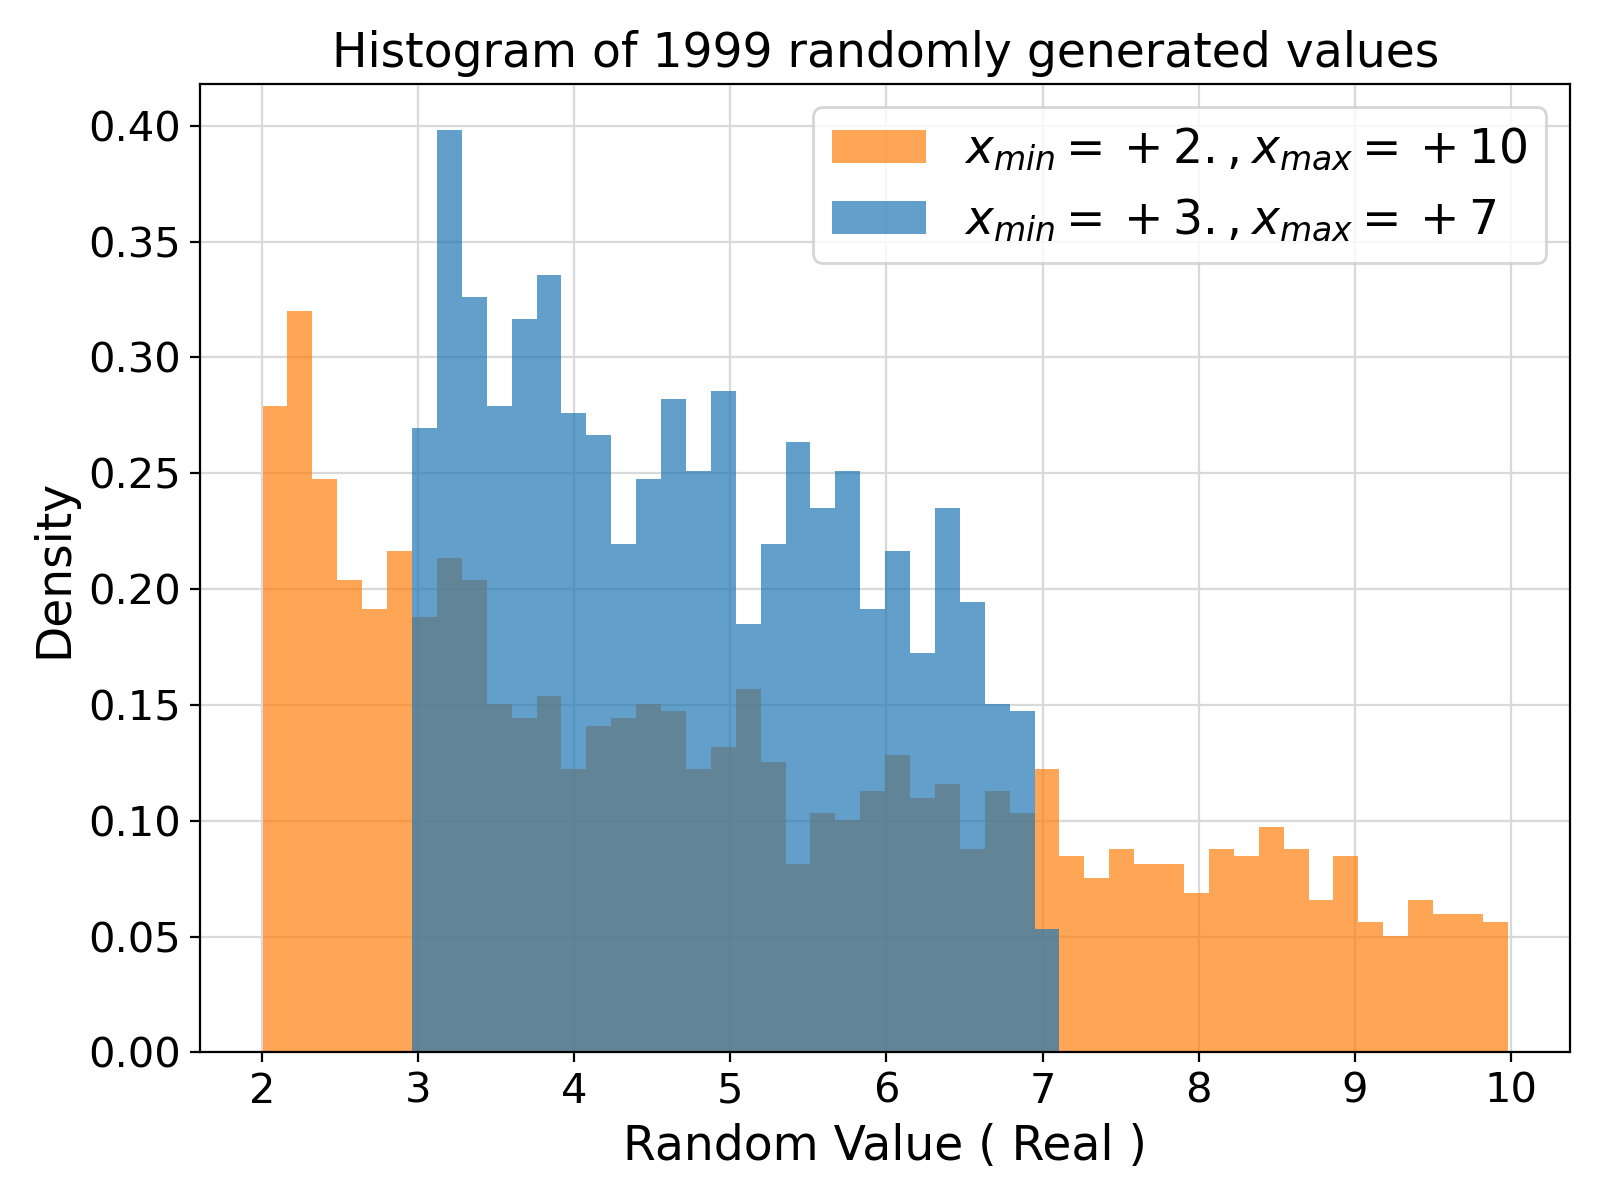 Histogram of 1999 randomly generated values
x_min = +2. , x_max = +10
x_min = +3. , x_max = +7
Density
0.40
0.35
0.30
0.25
0.20
0.15
0.10
0.05
0.00
2 3 4 5 6 7 8 9 10
Random Value ( Real )